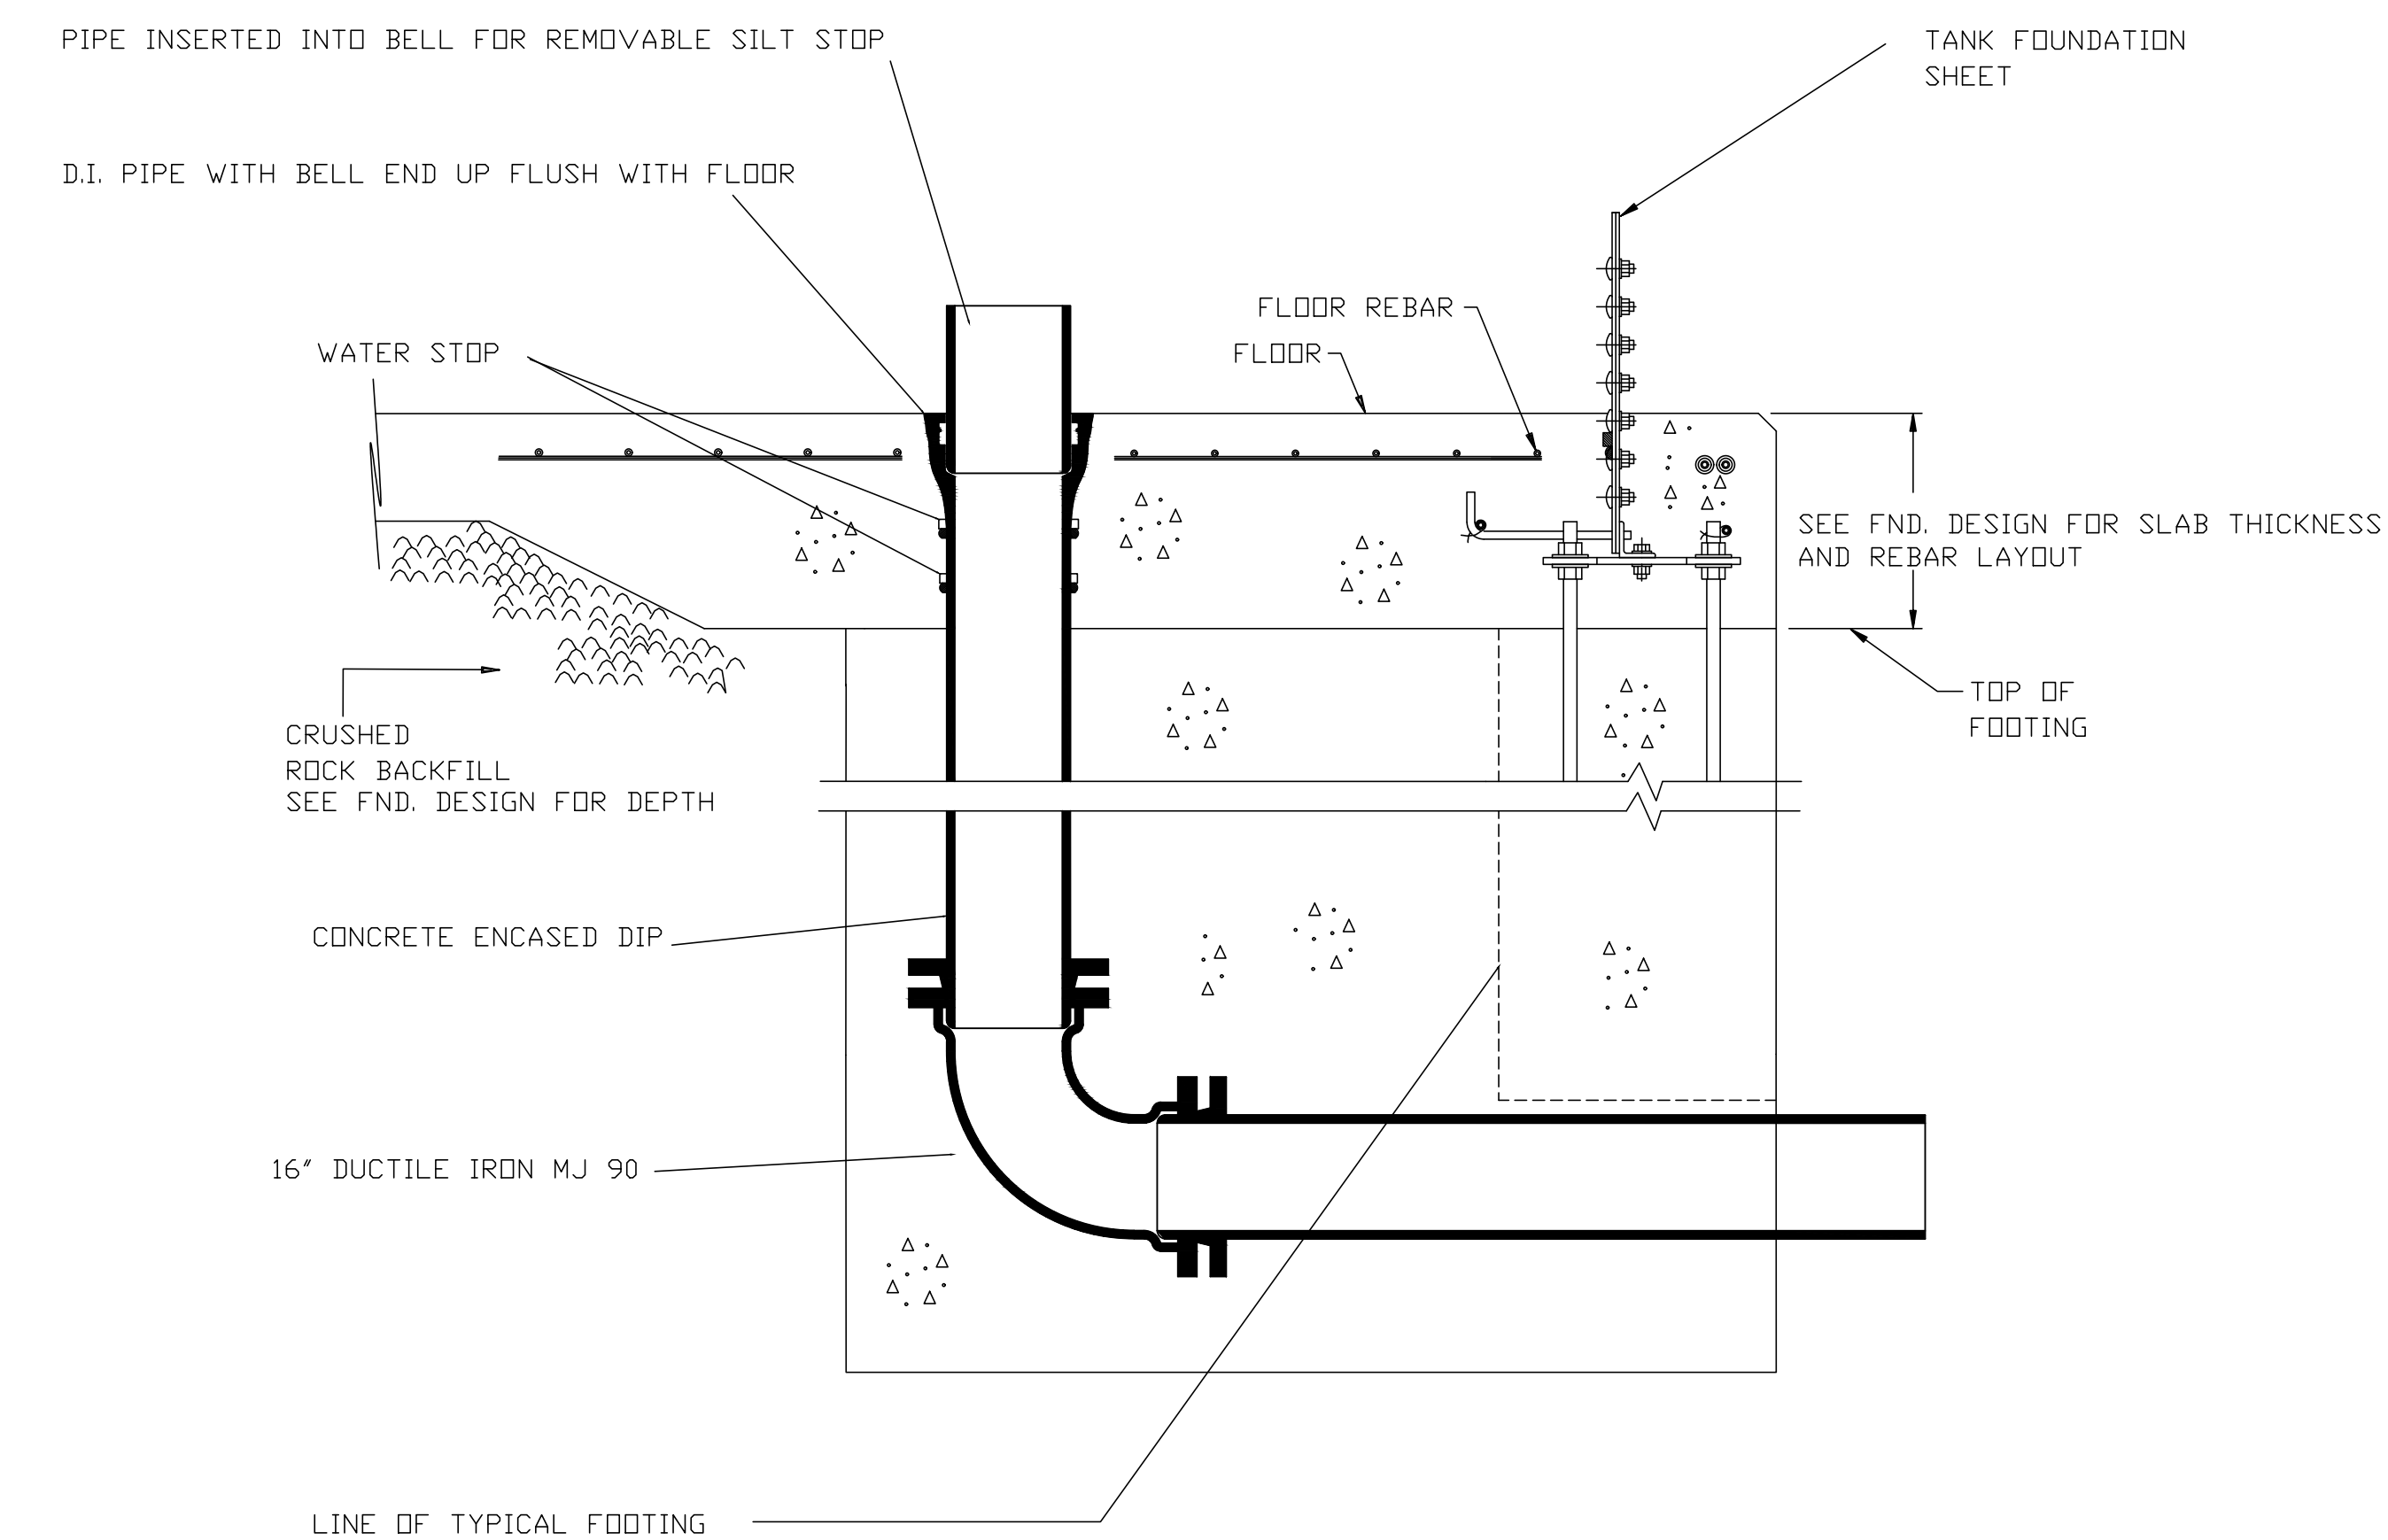 PIPE INSERTED INTO BELL FOR REMOVABLE SILT STOP
TANK FOUNDATION
SHEET
D.I. PIPE WITH BELL END UP FLUSH WITH FLOOR
FLOOR REBAR
WATER STOP
FLOOR
SEE FND. DESIGN FOR SLAB THICKNESS
AND REBAR LAYOUT
TOP OF
FOOTING
CRUSHED
ROCK BACKFILL
SEE FND. DESIGN FOR DEPTH
CONCRETE ENCASED DIP
16" DUCTILE IRON MJ 90
LINE OF TYPICAL FOOTING